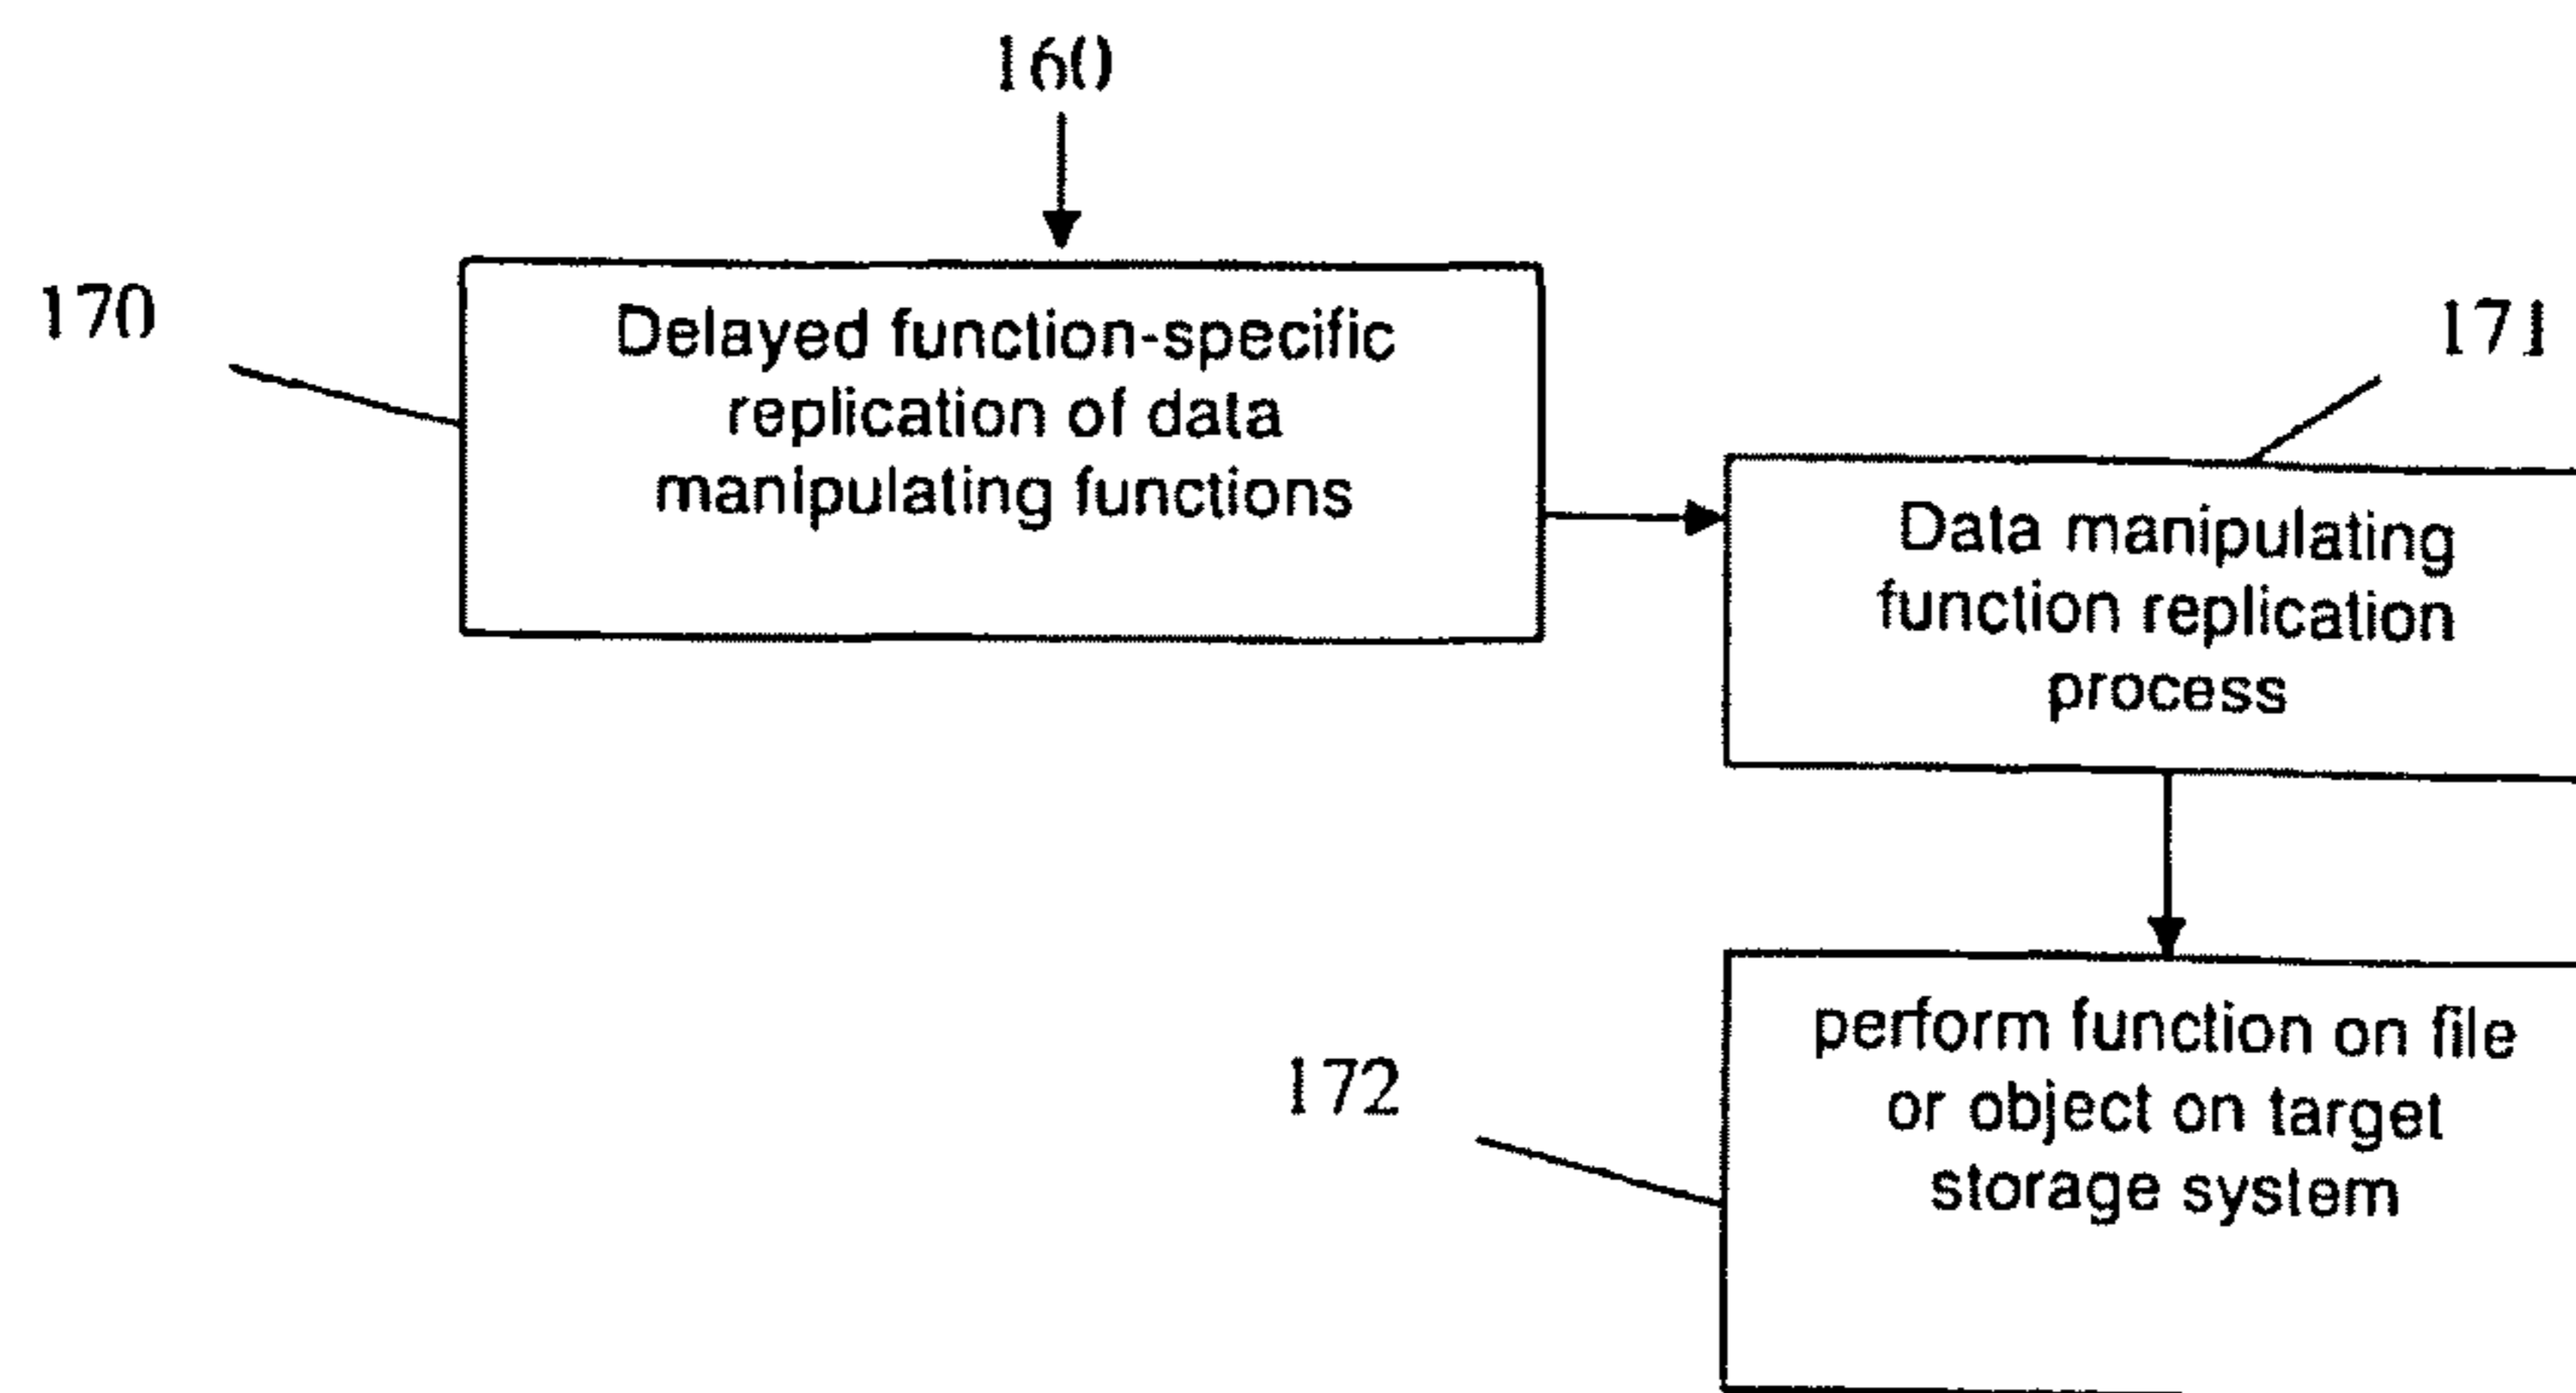 160
170
Delayed function-specific
replication of data
manipulating functions
171
Data manipulating
function replication
process
172
perform function on file
or object on target
storage system